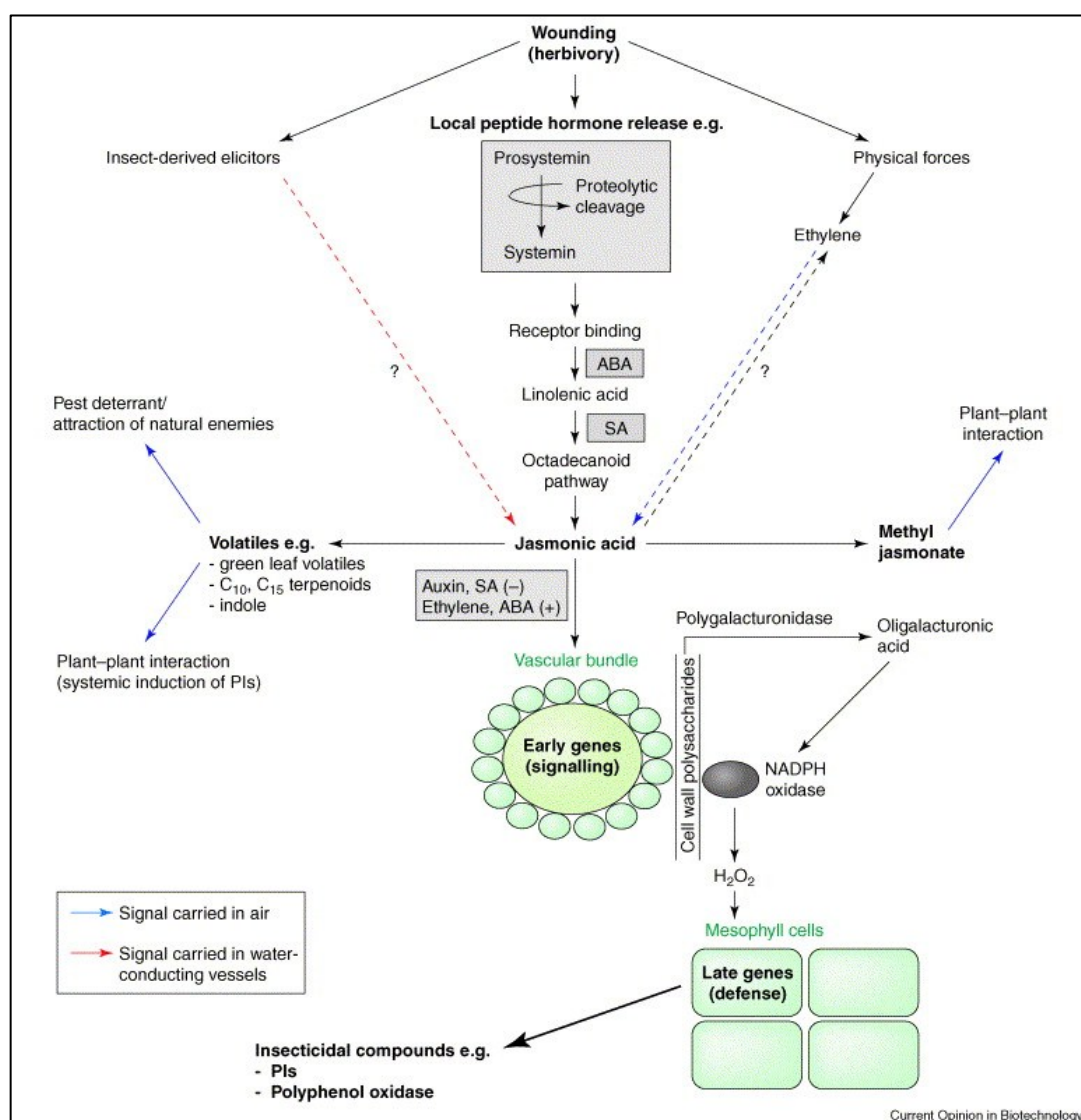 Wounding
(herbivory)
Local peptide hormone release e.g.
Insect-derived elicitors
Prosystemin
Proteolytic
cleavage
Systemin
Physical forces
Ethylene
Receptor binding
?
ABA
?
Linolenic acid
SA
Octadecanoid
pathway
Pest deterrant/
attraction of natural enemies
Plant–plant
interaction
Volatiles e.g.
- green leaf volatiles
- C₁₀, C₁₅ terpenoids
- indole
Jasmonic acid
Methyl
jasmonate
Auxin, SA (–)
Ethylene, ABA (+)
Plant–plant interaction
(systemic induction of PIs)
Vascular bundle
Early genes
(signalling)
Cell wall polysaccharides
Polygalacturonidase
Oligalacturonic
acid
NADPH
oxidase
H₂O₂
Signal carried in air
Signal carried in water-
conducting vessels
Mesophyll cells
Late genes
(defense)
Insecticidal compounds e.g.
- PIs
- Polyphenol oxidase
Current Opinion in Biotechnology